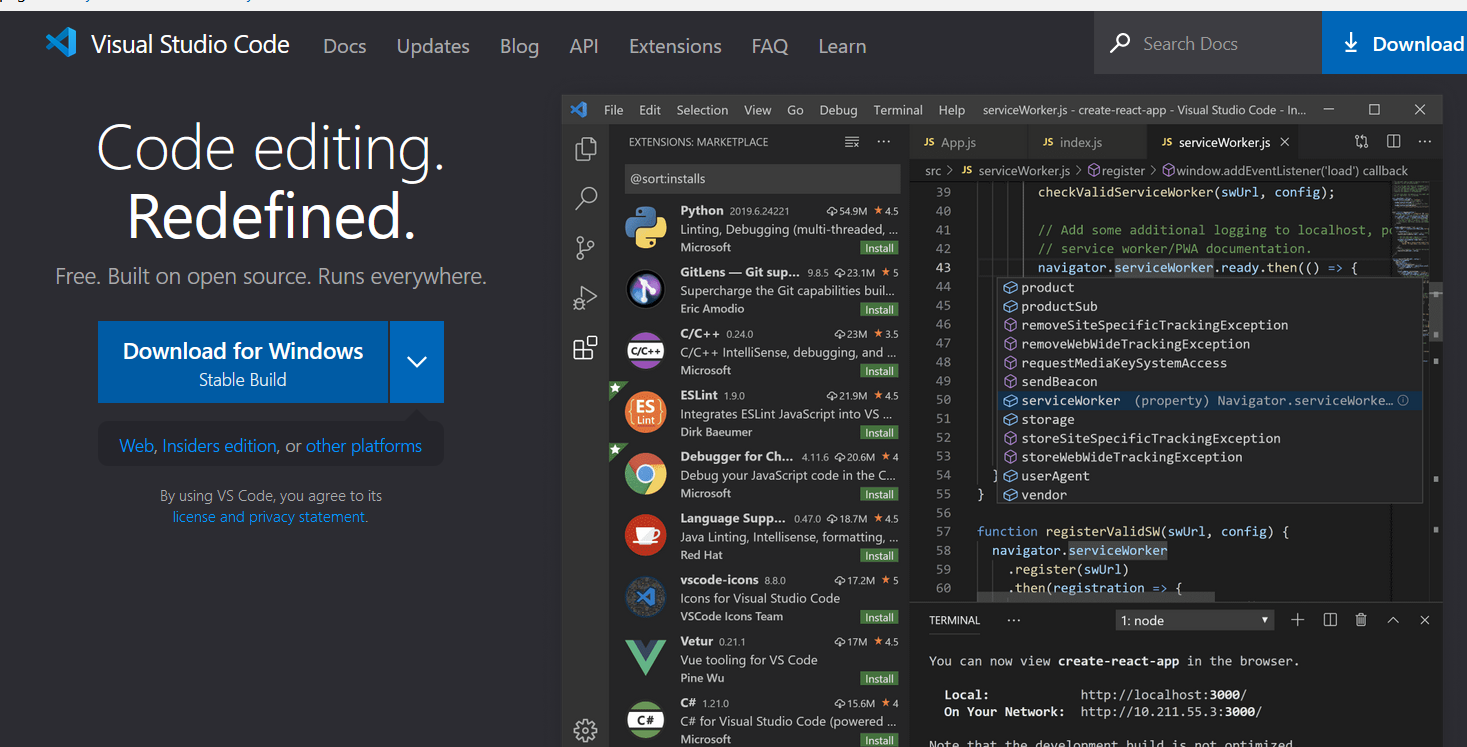 Visual Studio Code Docs Updates Blog API Extensions FAQ Learn Search Docs Download
Code editing.
Redefined.
Free. Built on open source. Runs everywhere.
Download for Windows
Stable Build
Web, Insiders edition, or other platforms
By using VS Code, you agree to its
license and privacy statement.
File Edit Selection View Go Debug Terminal Help serviceWorker.js - create-react-app - Visual Studio Code - In...
EXTENSIONS: MARKETPLACE
@sort:installs
Python 2019.6.24221 54.9M 4.5
Linting, Debugging (multi-threaded, ...
Microsoft Install
GitLens — Git sup... 9.8.5 23.1M 5
Supercharge the Git capabilities buil...
Eric Amodio Install
C/C++
C/C++ 0.24.0 23M 3.5
C/C++ IntelliSense, debugging, and ...
Microsoft Install
ES
Lint
ESLint 1.9.0 21.9M 4.5
Integrates ESLint JavaScript into VS ...
Dirk Baeumer Install
Debugger for Ch... 4.11.6 20.6M 4
Debug your JavaScript code in the C...
Microsoft Install
Language Supp... 0.47.0 18.7M 4.5
Java Linting, Intellisense, formatting, ...
Red Hat Install
vscode-icons 8.8.0 17.2M 5
Icons for Visual Studio Code
VSCode Icons Team Install
Vetur 0.21.1 17M 4.5
Vue tooling for VS Code
Pine Wu Install
C#
C# 1.21.0 15.6M 4
C# for Visual Studio Code (powered ...
Microsoft Install
JS App.js JS index.js JS serviceWorker.js
src > JS serviceWorker.js > register > window.addEventListener('load') callback
39 checkValidServiceWorker(swUrl, config);
40
41 // Add some additional logging to localhost, po
42 // service worker/PWA documentation.
43 navigator.serviceWorker.ready.then(() => {
44 product
45 productSub
46 removeSiteSpecificTrackingException
47 removeWebWideTrackingException
48 requestMediaKeySystemAccess
49 sendBeacon
50 serviceWorker (property) Navigator.serviceWorke...
51 storage
52 storeSiteSpecificTrackingException
53 storeWebWideTrackingException
54 } userAgent
55 } vendor
56
57 function registerValidSW(swUrl, config) {
58 navigator.serviceWorker
59 .register(swUrl)
60 .then(registration => {
TERMINAL ... 1: node
You can now view create-react-app in the browser.
Local: http://localhost:3000/
On Your Network: http://10.211.55.3:3000/
Note that the development build is not optimized.